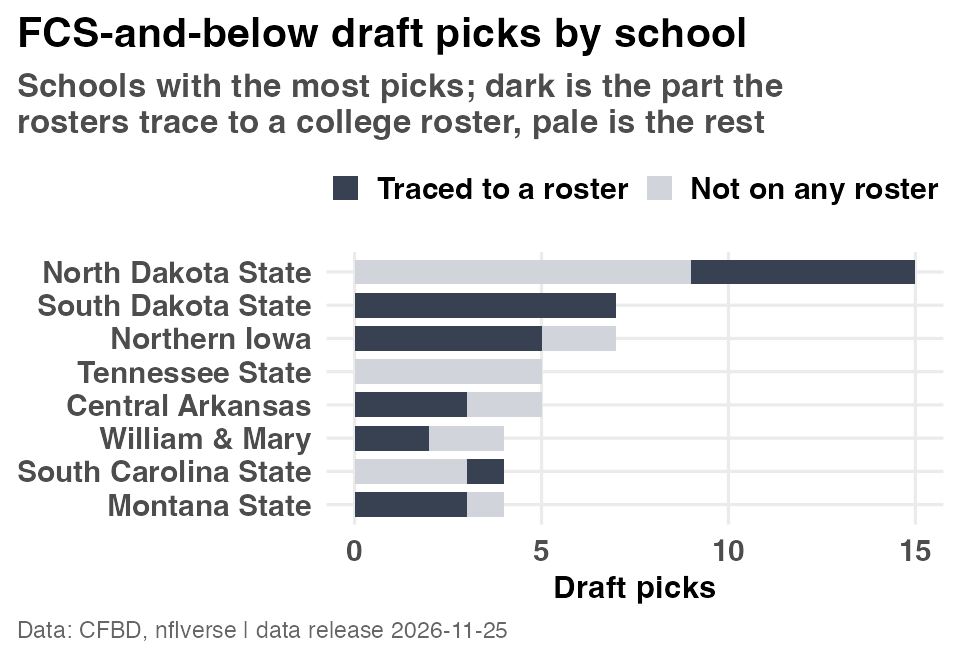 FCS-and-below draft picks by school
Schools with the most picks; dark is the part the
rosters trace to a college roster, pale is the rest
Traced to a roster
Not on any roster
North Dakota State
South Dakota State
Northern Iowa
Tennessee State
Central Arkansas
William & Mary
South Carolina State
Montana State
0 5 10 15
Draft picks
Data: CFBD, nflverse | data release 2026-11-25